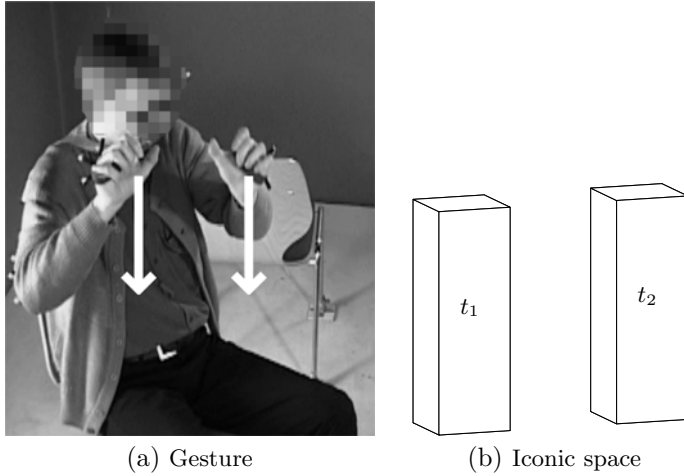 t₁
t₂
(a) Gesture
(b) Iconic space